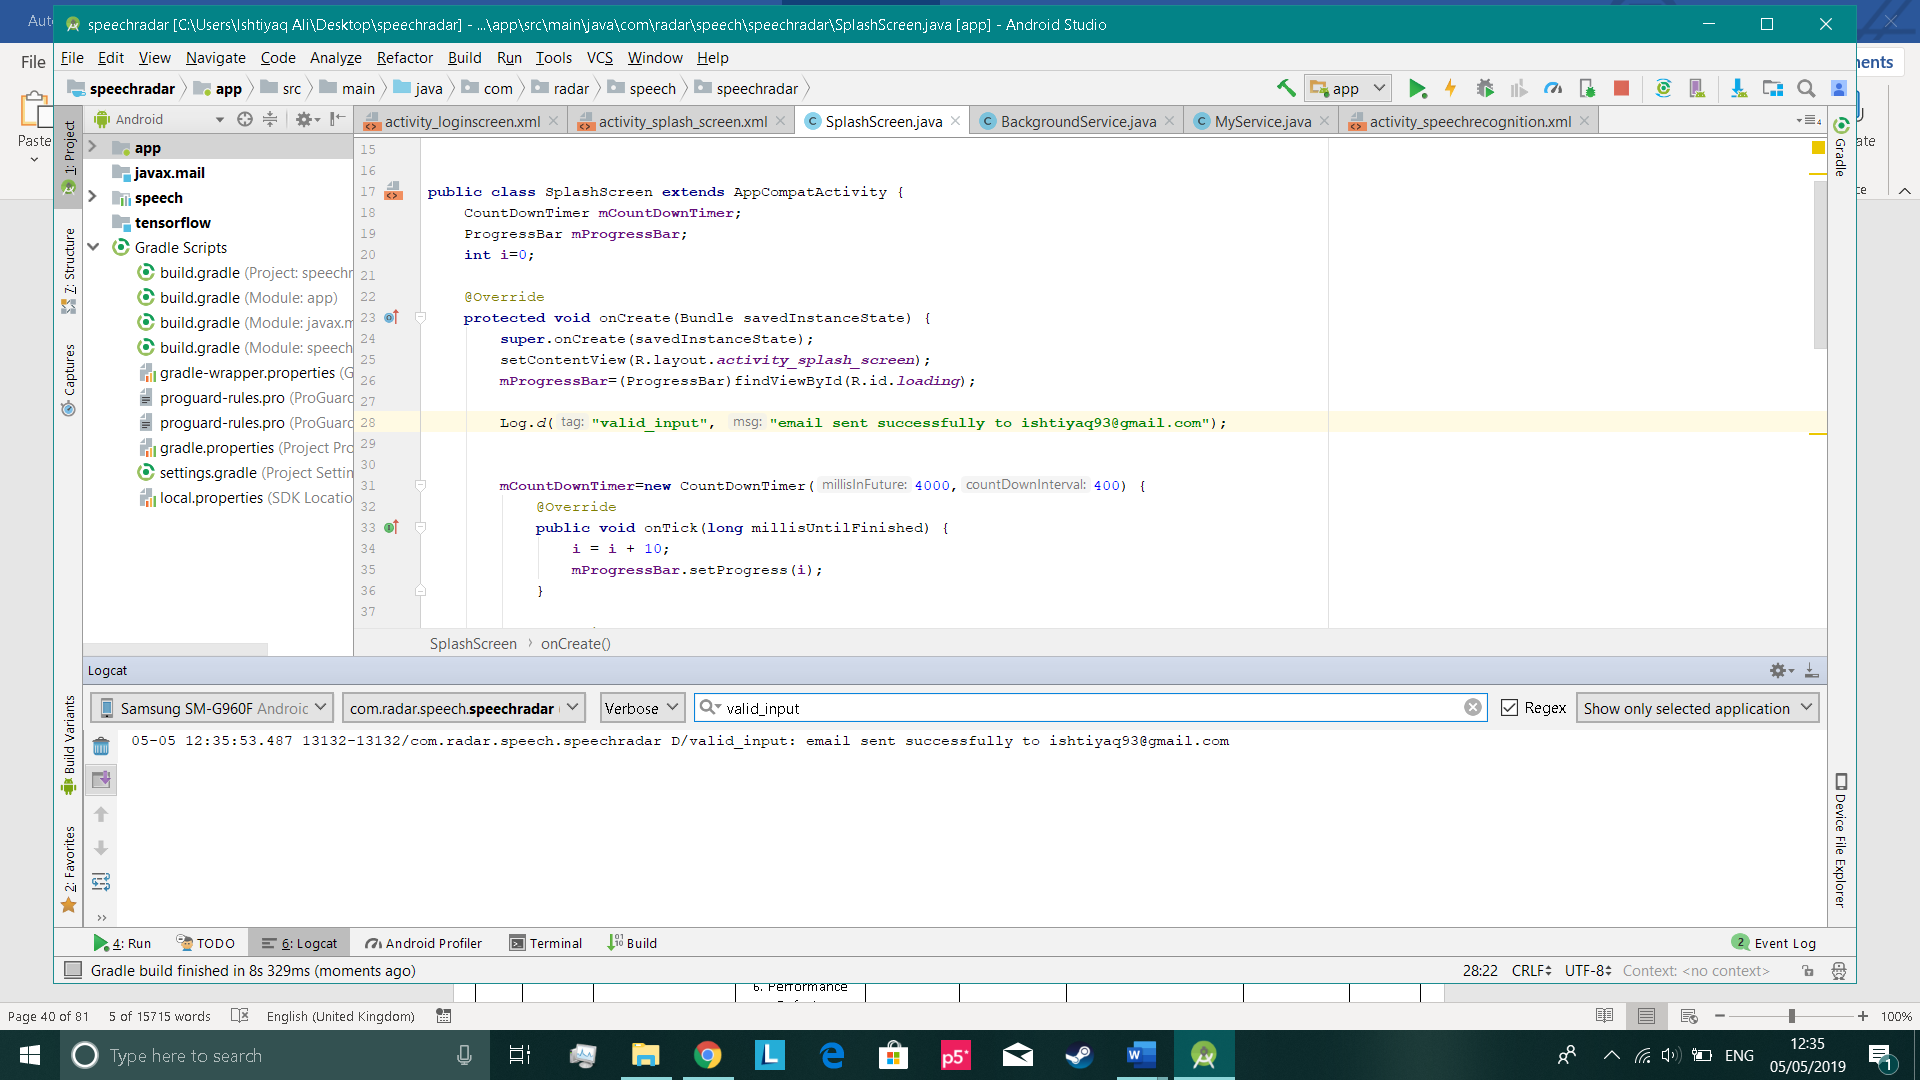 speechradar [C:\Users\Ishtiyaq Ali\Desktop\speechradar] - ...\app\src\main\java\com\radar\speech\speechradar\SplashScreen.java [app] - Android Studio
File Edit View Navigate Code Analyze Refactor Build Run Tools VCS Window Help
File
Paste
speechradar app src main java com radar speech speechradar
app
Android
activity_loginscreen.xml activity_splash_screen.xml SplashScreen.java BackgroundService.java MyService.java activity_speechrecognition.xml
1: Project
7: Structure
Captures
Build Variants
2: Favorites
Gradle
Device File Explorer
app
javax.mail
speech
tensorflow
Gradle Scripts
build.gradle (Project: speechr
build.gradle (Module: app)
build.gradle (Module: javax.m
build.gradle (Module: speech
gradle-wrapper.properties (G
proguard-rules.pro (ProGuard
proguard-rules.pro (ProGuard
gradle.properties (Project Pro
settings.gradle (Project Settin
local.properties (SDK Locatio
15
16
17 public class SplashScreen extends AppCompatActivity {
18 CountDownTimer mCountDownTimer;
19 ProgressBar mProgressBar;
20 int i=0;
21
22 @Override
23 protected void onCreate(Bundle savedInstanceState) {
24 super.onCreate(savedInstanceState);
25 setContentView(R.layout.activity_splash_screen);
26 mProgressBar=(ProgressBar)findViewById(R.id.loading);
27
28 Log.d( tag: "valid_input", msg: "email sent successfully to ishtiyaq93@gmail.com");
29
30
31 mCountDownTimer=new CountDownTimer( millisInFuture: 4000, countDownInterval: 400) {
32 @Override
33 public void onTick(long millisUntilFinished) {
34 i = i + 10;
35 mProgressBar.setProgress(i);
36 }
37
SplashScreen › onCreate()
Logcat
Samsung SM-G960F Android com.radar.speech.speechradar Verbose valid_input Regex Show only selected application
05-05 12:35:53.487 13132-13132/com.radar.speech.speechradar D/valid_input: email sent successfully to ishtiyaq93@gmail.com
4: Run TODO 6: Logcat Android Profiler Terminal Build 2 Event Log
Gradle build finished in 8s 329ms (moments ago) 28:22 CRLF UTF-8 Context: <no context>
6. Performance
Page 40 of 81 5 of 15715 words English (United Kingdom) 100%
Type here to search
p5*
ENG
12:35
05/05/2019
1